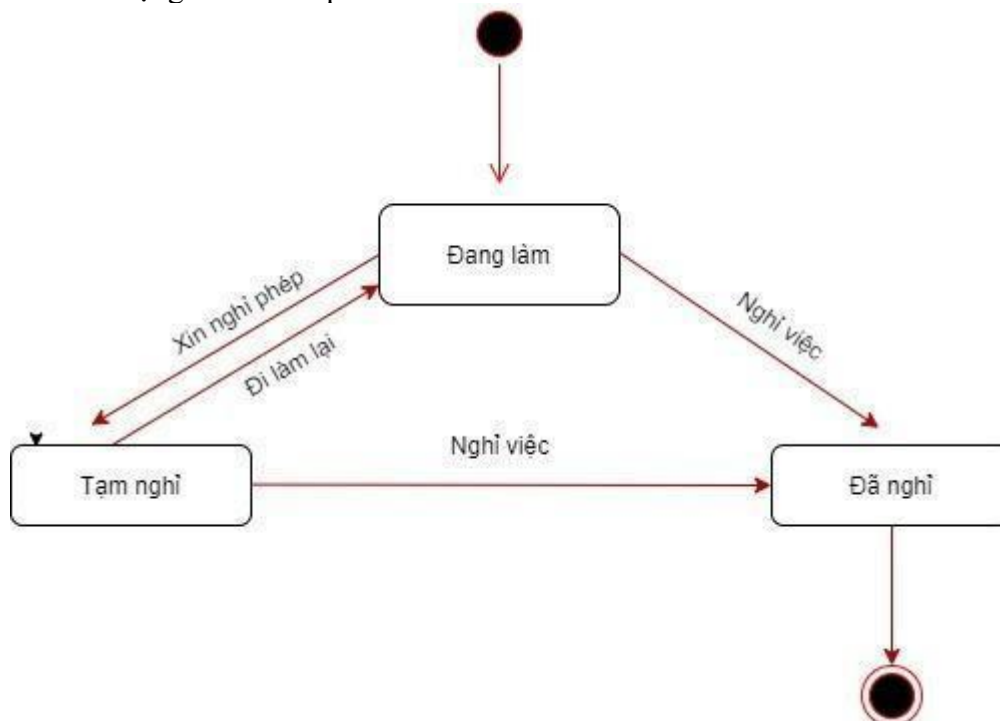 Đang làm
Xin nghỉ phép
Đi làm lại
Nghỉ việc
Nghỉ việc
Tạm nghỉ
Đã nghỉ